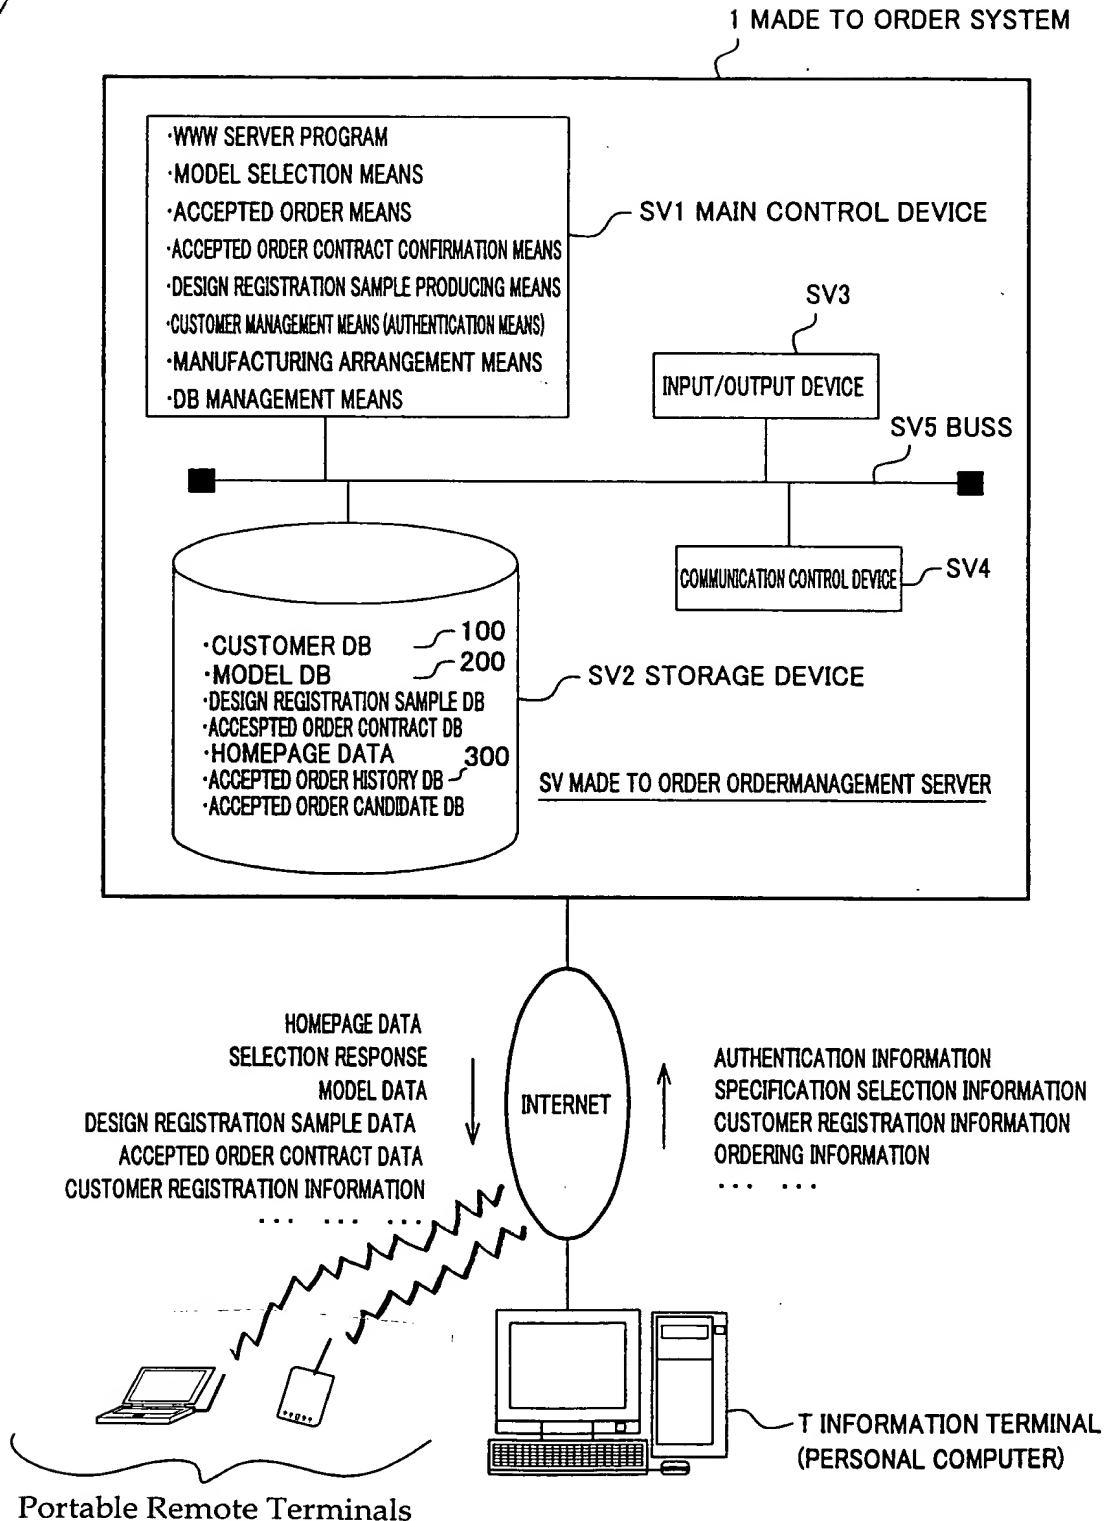 1 MADE TO ORDER SYSTEM
·WWW SERVER PROGRAM
·MODEL SELECTION MEANS
·ACCEPTED ORDER MEANS
·ACCEPTED ORDER CONTRACT CONFIRMATION MEANS
·DESIGN REGISTRATION SAMPLE PRODUCING MEANS
·CUSTOMER MANAGEMENT MEANS (AUTHENTICATION MEANS)
·MANUFACTURING ARRANGEMENT MEANS
·DB MANAGEMENT MEANS
SV1 MAIN CONTROL DEVICE
SV3
INPUT/OUTPUT DEVICE
SV5 BUSS
COMMUNICATION CONTROL DEVICE
SV4
·CUSTOMER DB 100
·MODEL DB 200
·DESIGN REGISTRATION SAMPLE DB
·ACCESPTED ORDER CONTRACT DB
·HOMEPAGE DATA
·ACCEPTED ORDER HISTORY DB 300
·ACCEPTED ORDER CANDIDATE DB
SV2 STORAGE DEVICE
SV MADE TO ORDER ORDERMANAGEMENT SERVER
HOMEPAGE DATA
SELECTION RESPONSE
MODEL DATA
DESIGN REGISTRATION SAMPLE DATA
ACCEPTED ORDER CONTRACT DATA
CUSTOMER REGISTRATION INFORMATION
... ... ...
INTERNET
AUTHENTICATION INFORMATION
SPECIFICATION SELECTION INFORMATION
CUSTOMER REGISTRATION INFORMATION
ORDERING INFORMATION
... ...
T INFORMATION TERMINAL
(PERSONAL COMPUTER)
Portable Remote Terminals